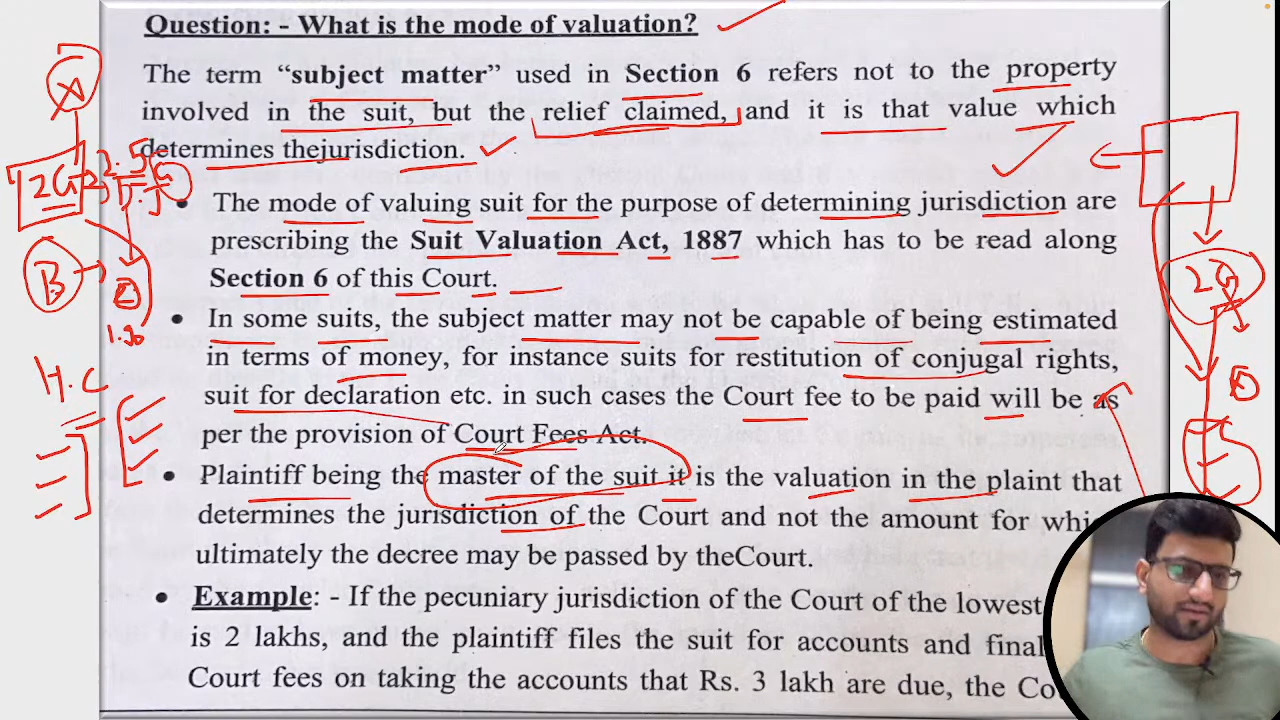 Question: - What is the mode of valuation?
The term “subject matter” used in Section 6 refers not to the property
involved in the suit, but the relief claimed, and it is that value which
determines thejurisdiction.
• The mode of valuing suit for the purpose of determining jurisdiction are
prescribing the Suit Valuation Act, 1887 which has to be read along
Section 6 of this Court.
• In some suits, the subject matter may not be capable of being estimated
in terms of money, for instance suits for restitution of conjugal rights,
suit for declaration etc. in such cases the Court fee to be paid will be as
per the provision of Court Fees Act.
• Plaintiff being the master of the suit it is the valuation in the plaint that
determines the jurisdiction of the Court and not the amount for
ultimately the decree may be passed by theCourt.
• Example: - If the pecuniary jurisdiction of the Court of the lowest
is 2 lakhs, and the plaintiff files the suit for accounts and final
Court fees on taking the accounts that Rs. 3 lakh are due, the
B
H.C